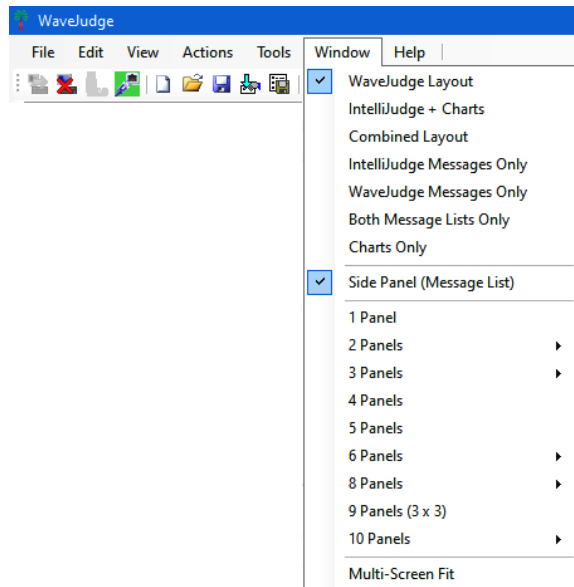 WaveJudge
File Edit View Actions Tools Window Help
WaveJudge Layout
IntelliJudge + Charts
Combined Layout
IntelliJudge Messages Only
WaveJudge Messages Only
Both Message Lists Only
Charts Only
Side Panel (Message List)
1 Panel
2 Panels
3 Panels
4 Panels
5 Panels
6 Panels
8 Panels
9 Panels (3 x 3)
10 Panels
Multi-Screen Fit